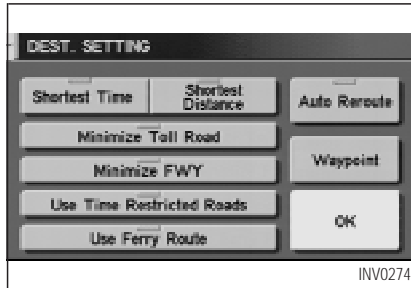 DEST. SETTING
Shortest Time
Shortest
Distance
Auto Reroute
Minimize Toll Road
Minimize FWY
Waypoint
Use Time Restricted Roads
Use Ferry Route
OK
INV0274